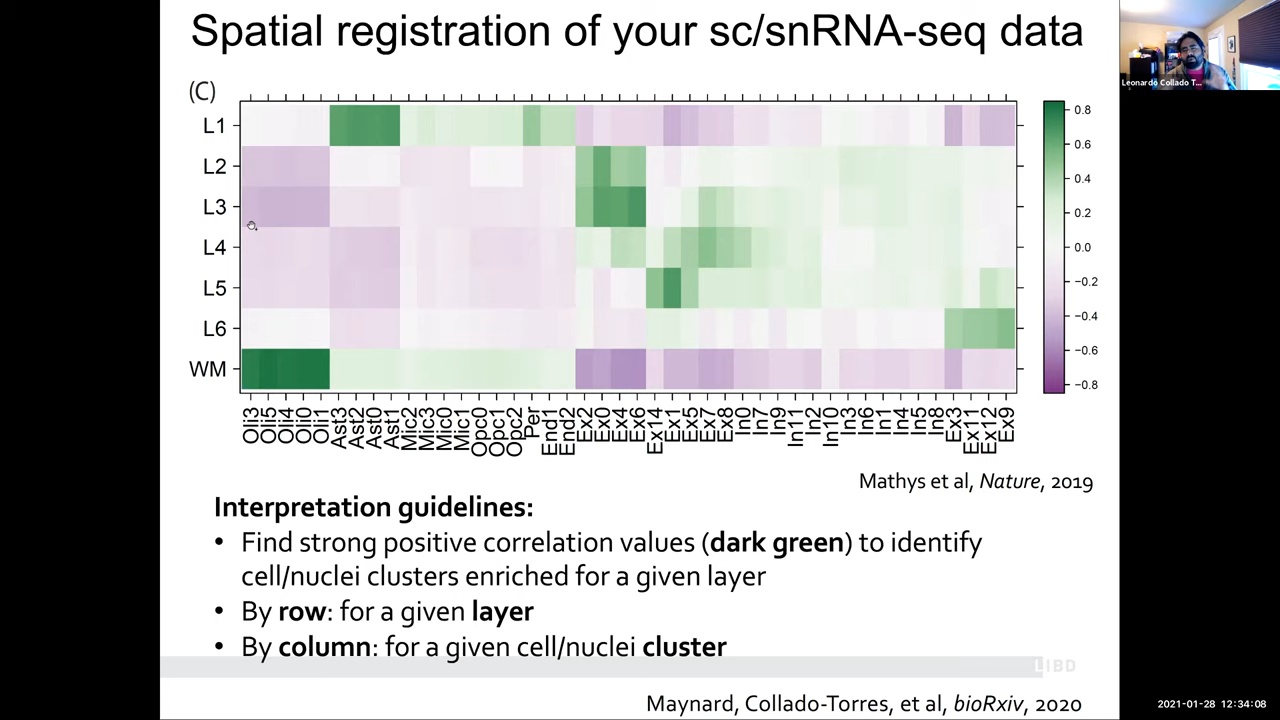 Spatial registration of your sc/snRNA-seq data
Leonardo Collado T...
(C)
L1
L2
L3
L4
L5
L6
WM
0.8
0.6
0.4
0.2
0.0
−0.2
−0.4
−0.6
−0.8
Oli3
Oli5
Oli4
Oli0
Oli1
Ast3
Ast2
Ast0
Ast1
Mic2
Mic3
Mic0
Mic1
Opc0
Opc1
Opc2
Per
End1
End2
Ex2
Ex0
Ex4
Ex6
Ex14
Ex1
Ex5
Ex7
Ex8
In0
In7
In9
In11
In2
In10
In3
In6
In1
In4
In5
In8
Ex3
Ex11
Ex12
Ex9
Mathys et al, Nature, 2019
Interpretation guidelines:
• Find strong positive correlation values (dark green) to identify
cell/nuclei clusters enriched for a given layer
• By row: for a given layer
• By column: for a given cell/nuclei cluster
LIBD
Maynard, Collado-Torres, et al, bioRxiv, 2020
2021-01-28 12:34:08